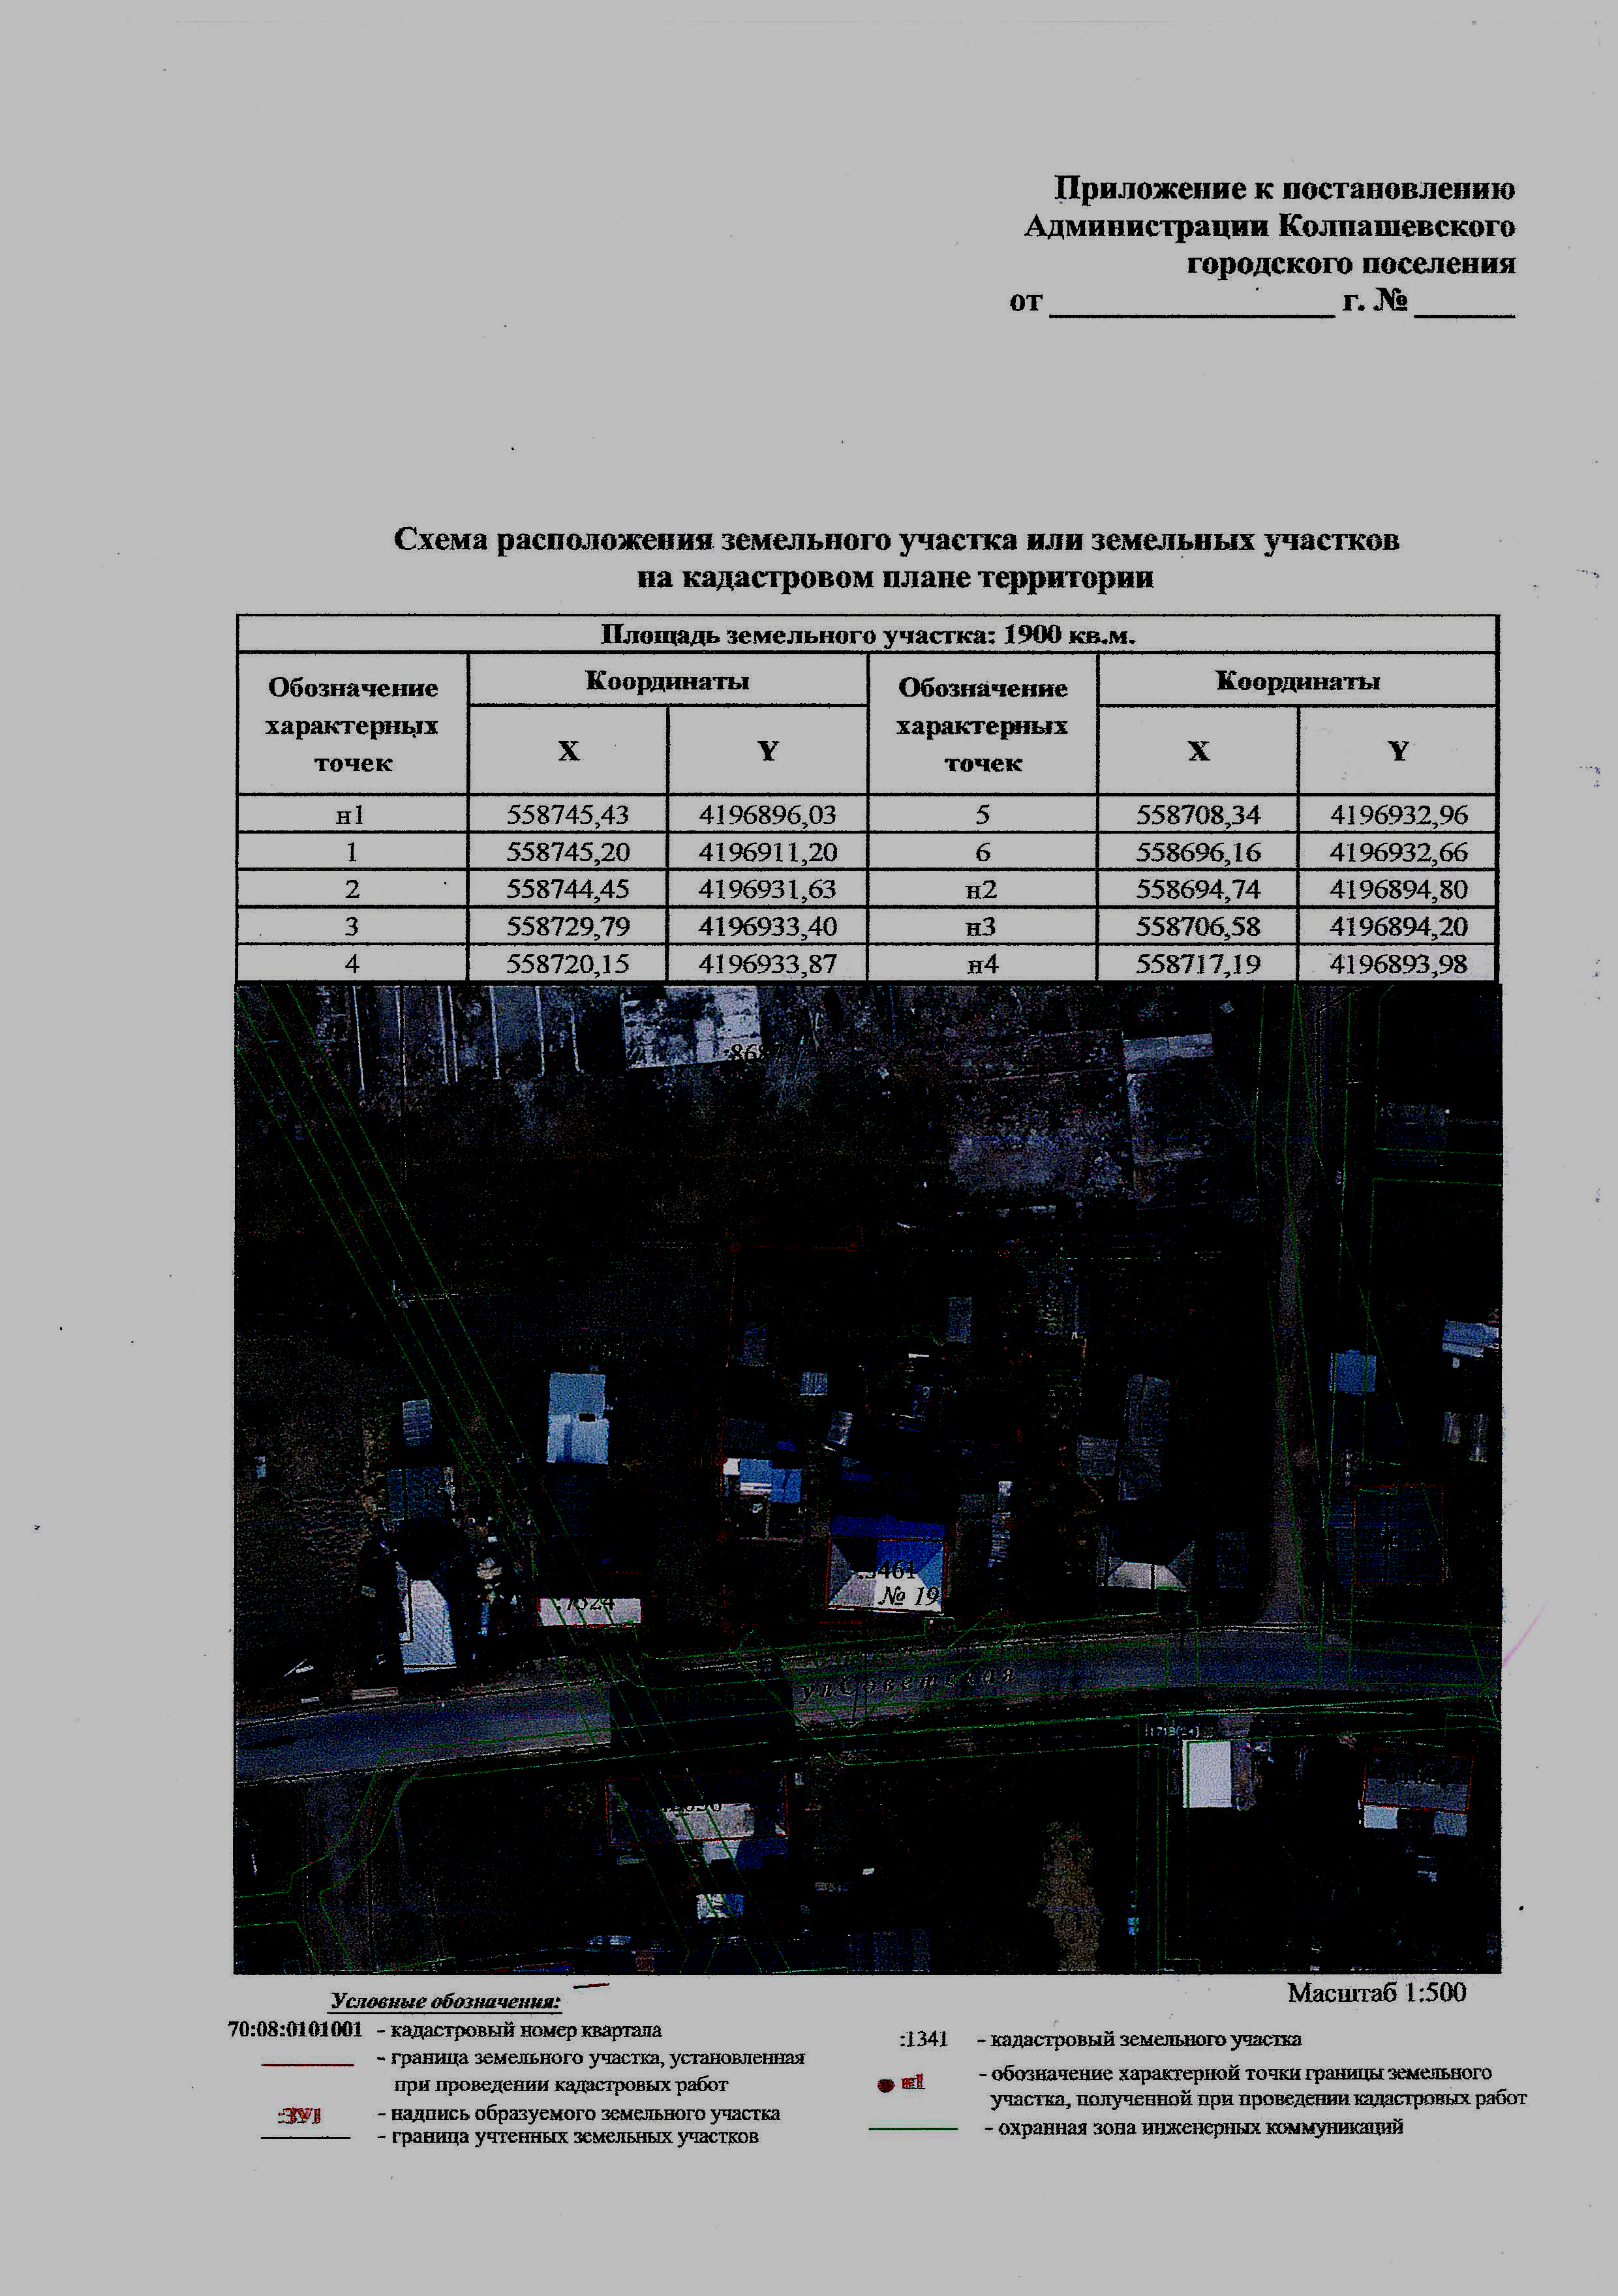 Приложение к постановлению
Администрации Колпашевского
городского поселения
от ____________ г. № ______
Схема расположения земельного участка или земельных участков
на кадастровом плане территории
Площадь земельного участка: 1900 кв.м.
Обозначение характерных точек | Координаты | Обозначение характерных точек | Координаты
X | Y | X | Y
н1 | 558745,43 | 4196896,03 | 5 | 558708,34 | 4196932,96
1 | 558745,20 | 4196911,20 | 6 | 558696,16 | 4196932,66
2 | 558744,45 | 4196931,63 | н2 | 558694,74 | 4196894,80
3 | 558729,79 | 4196933,40 | н3 | 558706,58 | 4196894,20
4 | 558720,15 | 4196933,87 | н4 | 558717,19 | 4196893,98
№ 19
ул.Советская
Масштаб 1:500
Условные обозначения:
70:08:0101001 - кадастровый номер квартала
- граница земельного участка, установленная
при проведении кадастровых работ
:ЗУ1 - надпись образуемого земельного участка
- граница учтенных земельных участков
:1341 - кадастровый земельного участка
н1 - обозначение характерной точки границы земельного
участка, полученной при проведении кадастровых работ
- охранная зона инженерных коммуникаций